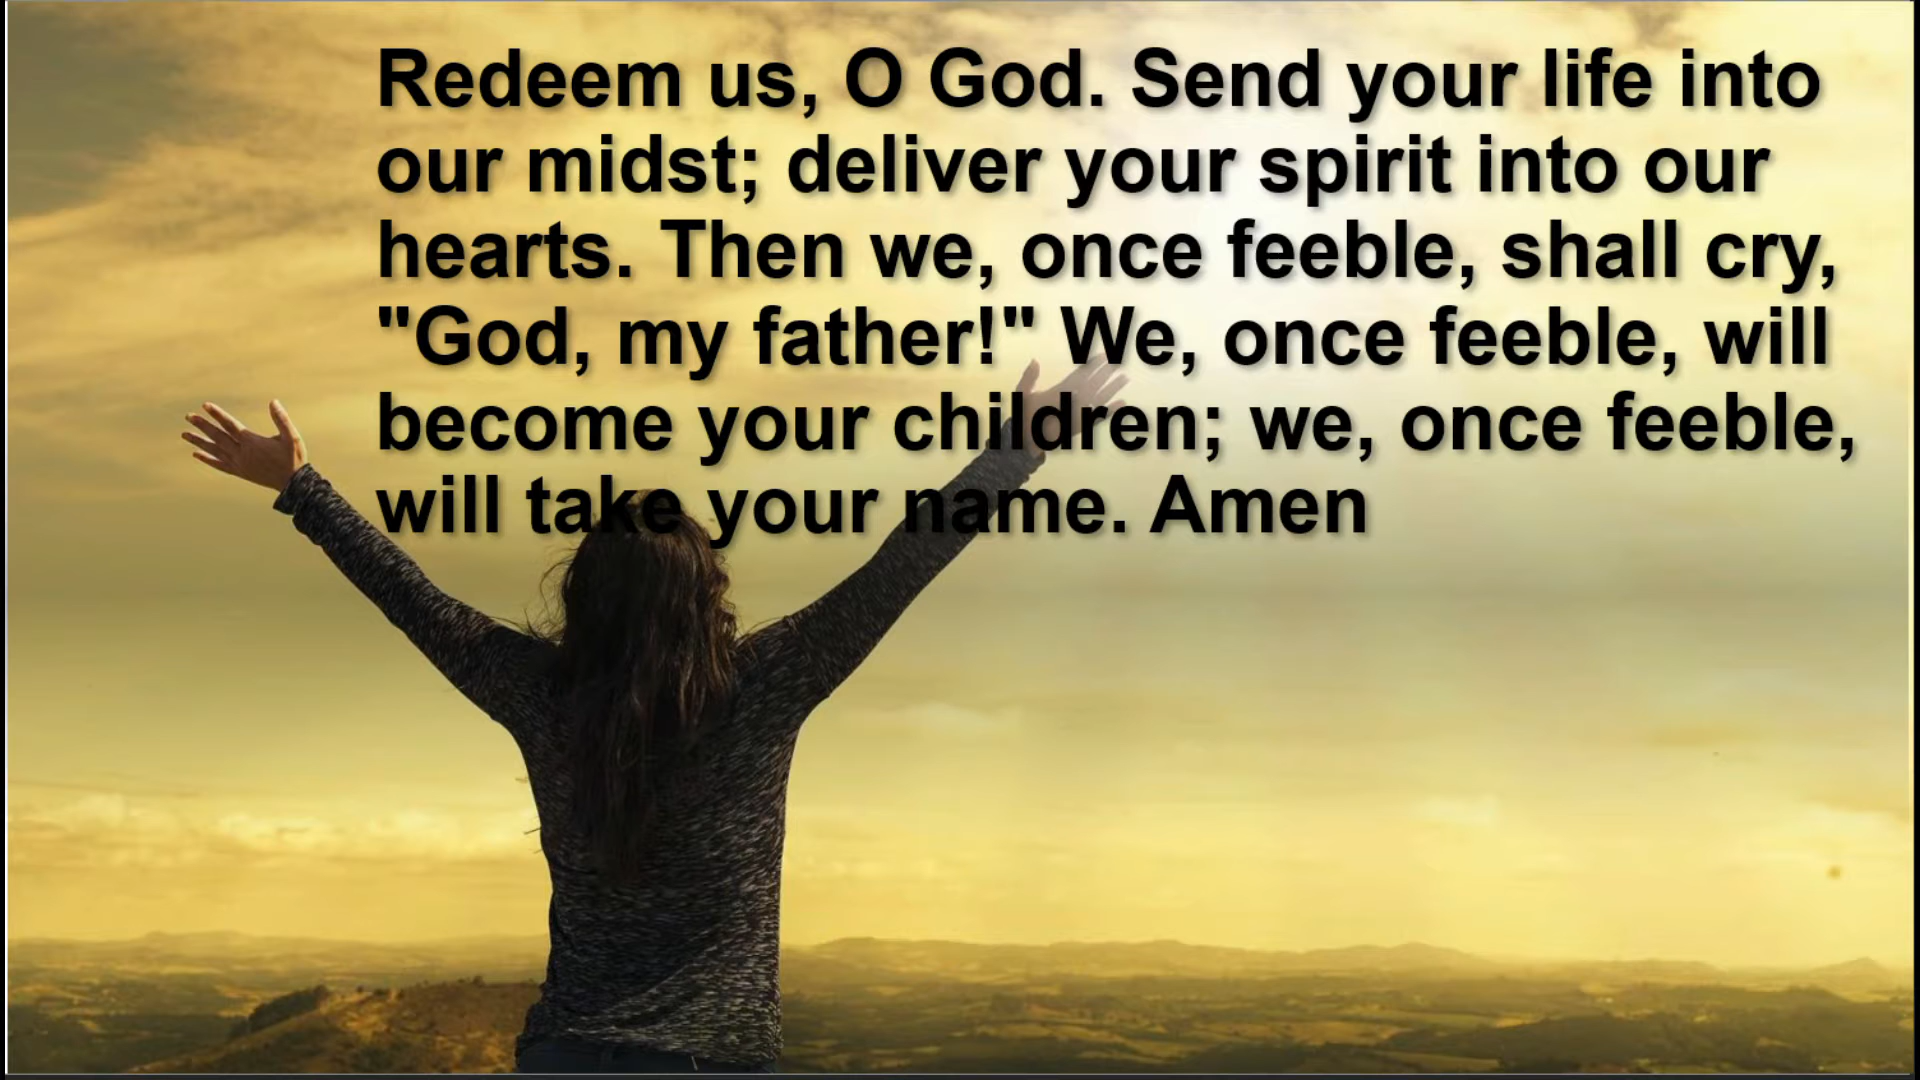 Redeem us, O God. Send your life into
our midst; deliver your spirit into our
hearts. Then we, once feeble, shall cry,
"God, my father!" We, once feeble, will
become your children; we, once feeble,
will take your name. Amen